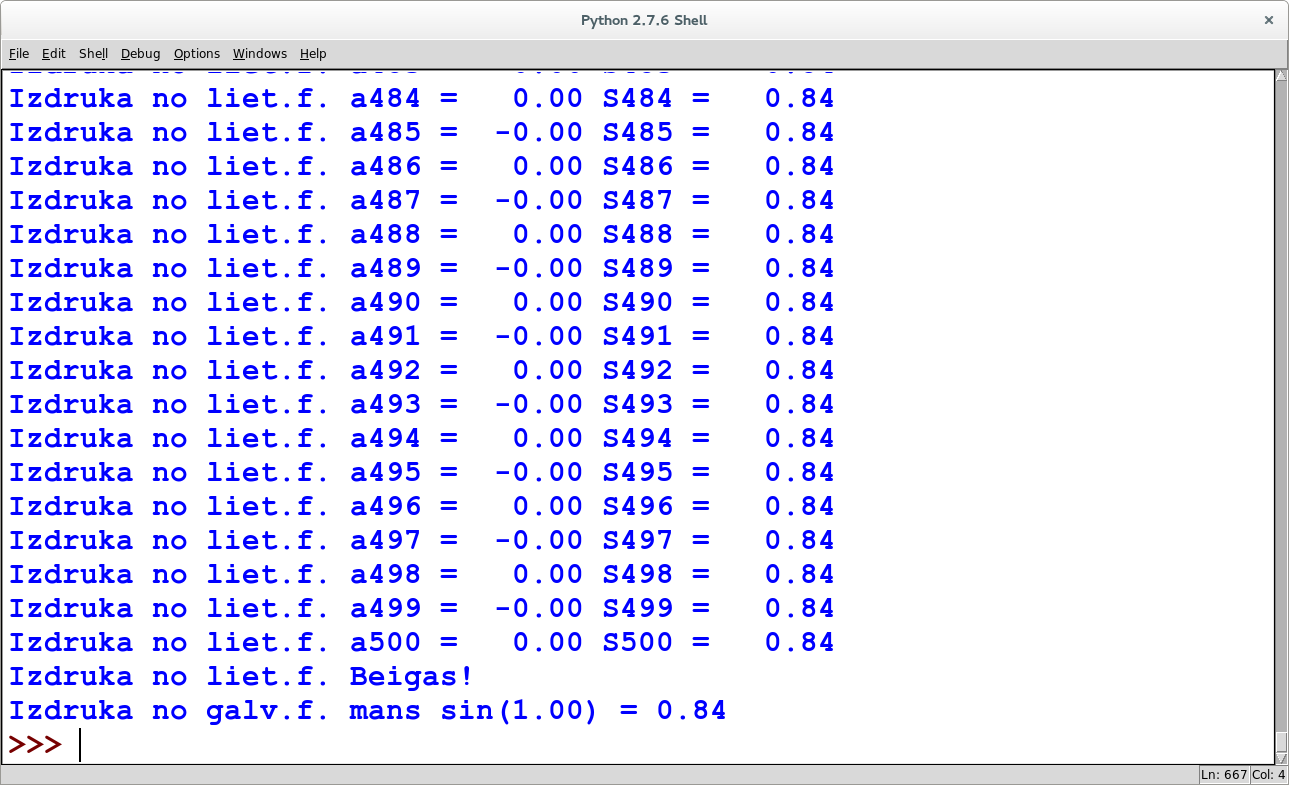 Python 2.7.6 Shell
File Edit Shell Debug Options Windows Help
Izdruka no liet.f. a484 =   0.00 S484 =   0.84
Izdruka no liet.f. a485 =  -0.00 S485 =   0.84
Izdruka no liet.f. a486 =   0.00 S486 =   0.84
Izdruka no liet.f. a487 =  -0.00 S487 =   0.84
Izdruka no liet.f. a488 =   0.00 S488 =   0.84
Izdruka no liet.f. a489 =  -0.00 S489 =   0.84
Izdruka no liet.f. a490 =   0.00 S490 =   0.84
Izdruka no liet.f. a491 =  -0.00 S491 =   0.84
Izdruka no liet.f. a492 =   0.00 S492 =   0.84
Izdruka no liet.f. a493 =  -0.00 S493 =   0.84
Izdruka no liet.f. a494 =   0.00 S494 =   0.84
Izdruka no liet.f. a495 =  -0.00 S495 =   0.84
Izdruka no liet.f. a496 =   0.00 S496 =   0.84
Izdruka no liet.f. a497 =  -0.00 S497 =   0.84
Izdruka no liet.f. a498 =   0.00 S498 =   0.84
Izdruka no liet.f. a499 =  -0.00 S499 =   0.84
Izdruka no liet.f. a500 =   0.00 S500 =   0.84
Izdruka no liet.f. Beigas!
Izdruka no galv.f. mans sin(1.00) = 0.84
>>>
Ln: 667 Col: 4